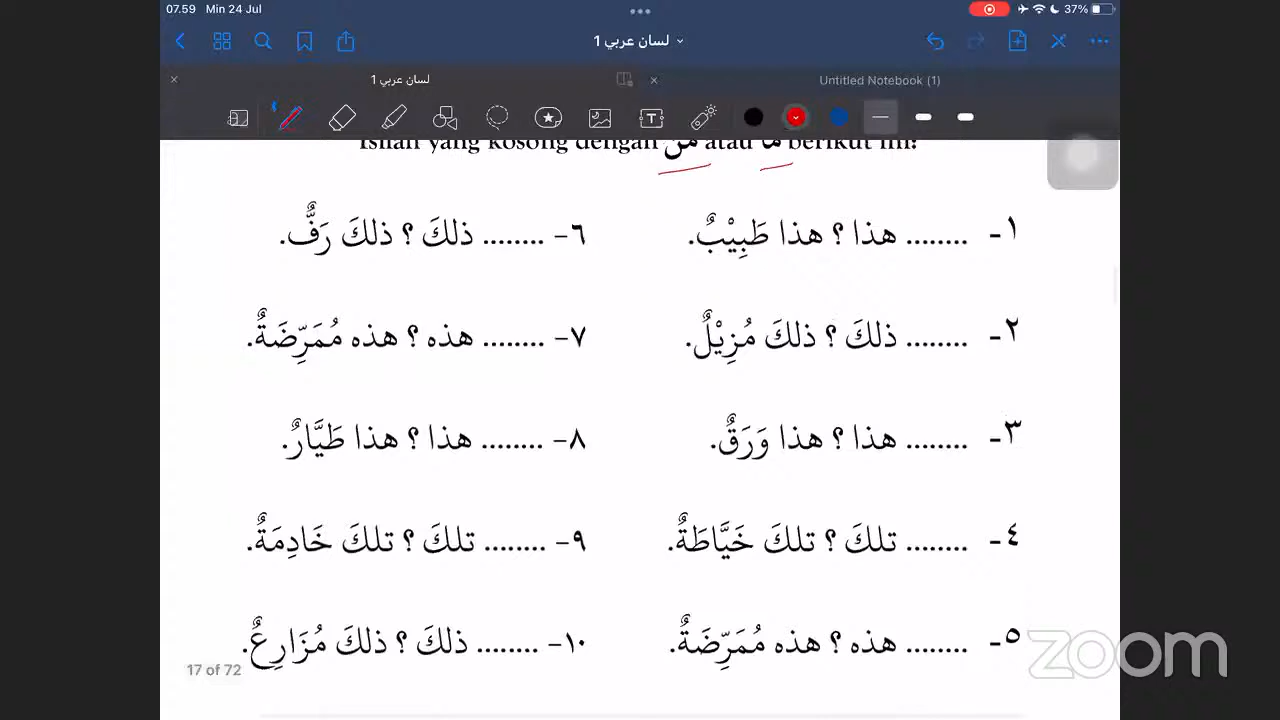 07.59 Min 24 Jul
37%
لسان عربي 1
لسان عربي 1
Untitled Notebook (1)
Isilah yang kosong dengan مَنْ atau مَا berikut ini!
١- ........ هذا ؟ هذا طَبِيْبٌ.
٢- ........ ذلكَ ؟ ذلكَ مُزِيْلٌ.
٣- ........ هذا ؟ هذا وَرَقٌ.
٤- ........ تلكَ ؟ تلكَ خَيَّاطَةٌ.
٥- ........ هذه ؟ هذه مُمَرِّضَةٌ.
٦- ........ ذلكَ ؟ ذلكَ رَفٌّ.
٧- ........ هذه ؟ هذه مُمَرِّضَةٌ.
٨- ........ هذا ؟ هذا طَيَّارٌ.
٩- ........ تلكَ ؟ تلكَ خَادِمَةٌ.
١٠- ........ ذلكَ ؟ ذلكَ مُزَارِعٌ.
17 of 72
zoom